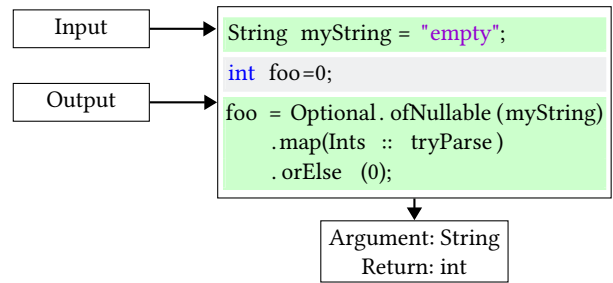 Input
String myString = "empty";
int foo=0;
Output
foo = Optional. ofNullable (myString)
.map(Ints :: tryParse )
. orElse (0);
Argument: String
Return: int